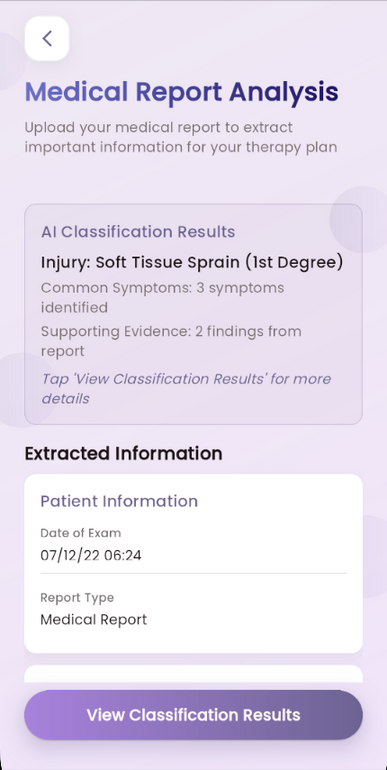 Medical Report Analysis
Upload your medical report to extract
important information for your therapy plan
AI Classification Results
Injury: Soft Tissue Sprain (1st Degree)
Common Symptoms: 3 symptoms
identified
Supporting Evidence: 2 findings from
report
Tap 'View Classification Results' for more
details
Extracted Information
Patient Information
Date of Exam
07/12/22 06:24
Report Type
Medical Report
View Classification Results